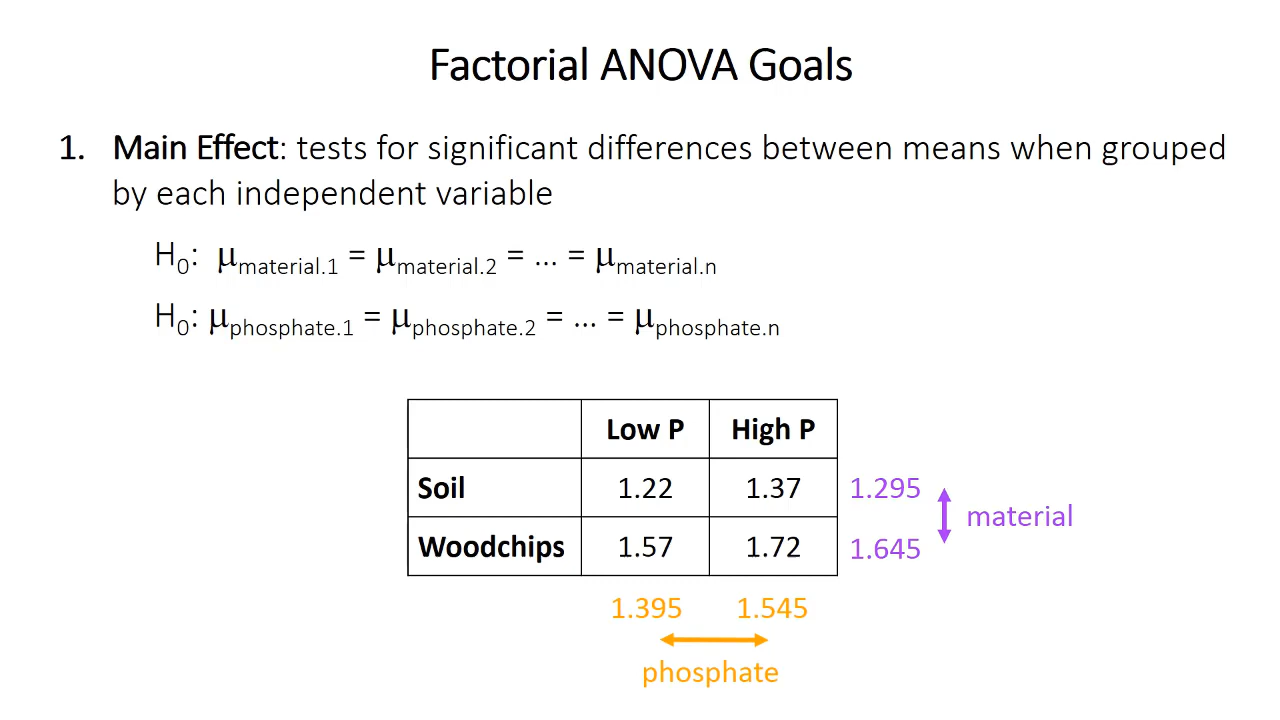 Factorial ANOVA Goals
1. Main Effect: tests for significant differences between means when grouped
by each independent variable
H0: μmaterial.1 = μmaterial.2 = ... = μmaterial.n
H0: μphosphate.1 = μphosphate.2 = ... = μphosphate.n
Low P High P
Soil 1.22 1.37 1.295
material
Woodchips 1.57 1.72 1.645
1.395 1.545
phosphate